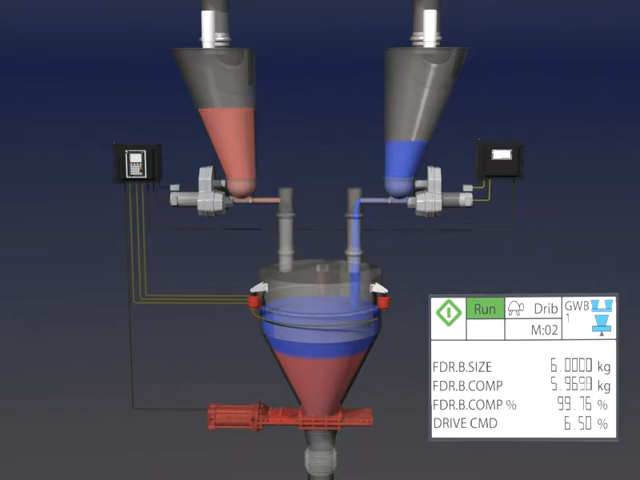 Run
Drib
GWB
1
M:02
FDR.B.SIZE 6.0000 kg
FDR.B.COMP 5.9690 kg
FDR.B.COMP % 99.76 %
DRIVE CMD 6.50 %